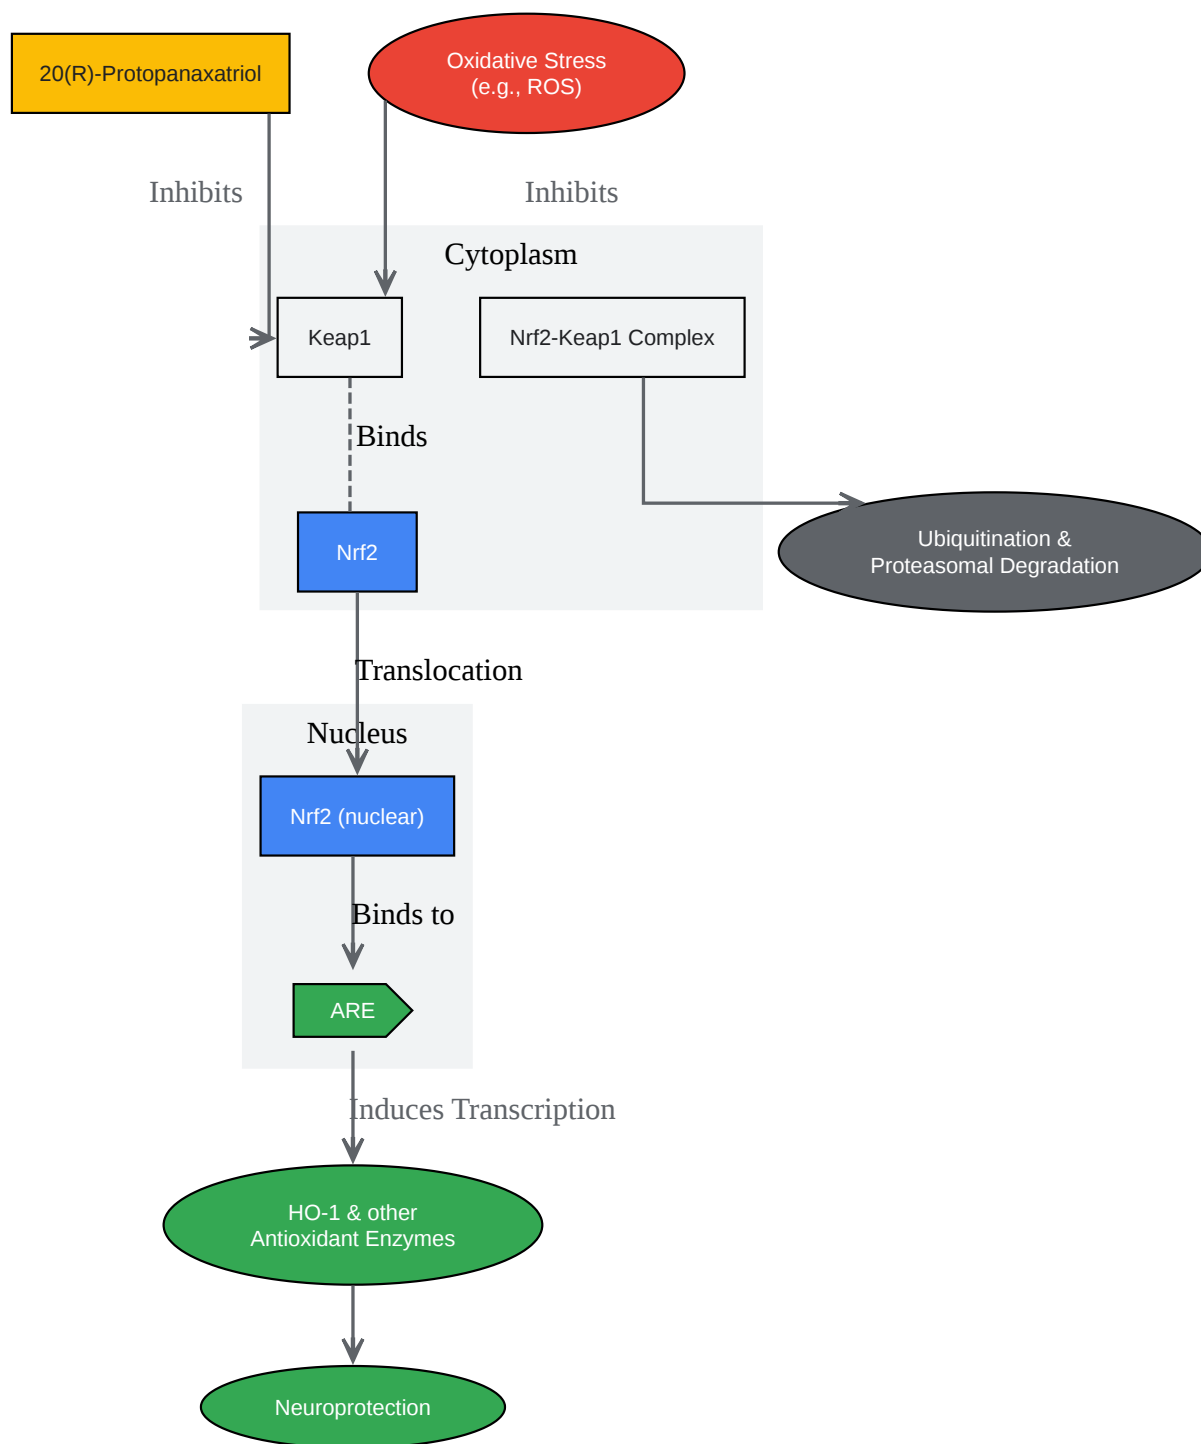 20(R)-Protopanaxatriol
Oxidative Stress
(e.g., ROS)
Inhibits
Inhibits
Cytoplasm
Keap1
Nrf2-Keap1 Complex
Binds
Nrf2
Ubiquitination &
Proteasomal Degradation
Translocation
Nucleus
Nrf2 (nuclear)
Binds to
ARE
Induces Transcription
HO-1 & other
Antioxidant Enzymes
Neuroprotection